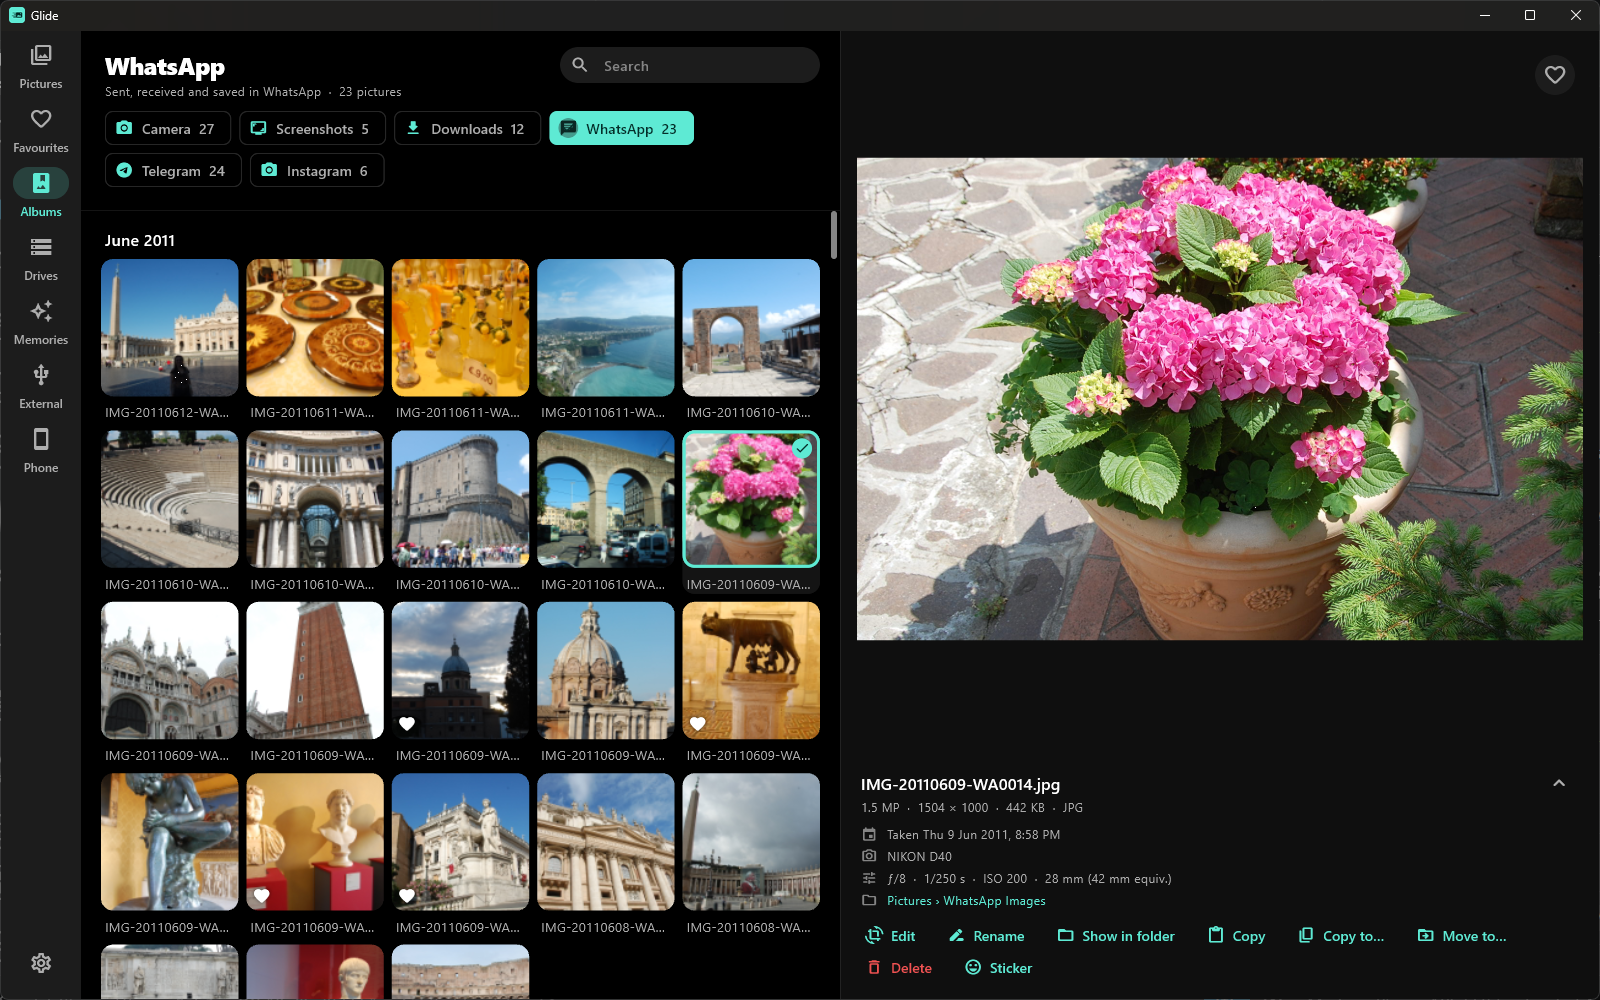 Glide
Pictures
Favourites
Albums
Drives
Memories
External
Phone
WhatsApp
Sent, received and saved in WhatsApp · 23 pictures
Search
Camera 27
Screenshots 5
Downloads 12
WhatsApp 23
Telegram 24
Instagram 6
June 2011
€9,00
IMG-20110612-WA...
IMG-20110611-WA...
IMG-20110611-WA...
IMG-20110611-WA...
IMG-20110610-WA...
IMG-20110610-WA...
IMG-20110610-WA...
IMG-20110610-WA...
IMG-20110610-WA...
IMG-20110609-WA...
IMG-20110609-WA...
IMG-20110609-WA...
IMG-20110609-WA...
IMG-20110609-WA...
IMG-20110609-WA...
IMG-20110609-WA...
IMG-20110609-WA...
IMG-20110609-WA...
IMG-20110608-WA...
IMG-20110608-WA...
IMG-20110609-WA0014.jpg
1.5 MP · 1504 × 1000 · 442 KB · JPG
Taken Thu 9 Jun 2011, 8:58 PM
NIKON D40
ƒ/8 · 1/250 s · ISO 200 · 28 mm (42 mm equiv.)
Pictures › WhatsApp Images
Edit
Rename
Show in folder
Copy
Copy to...
Move to...
Delete
Sticker